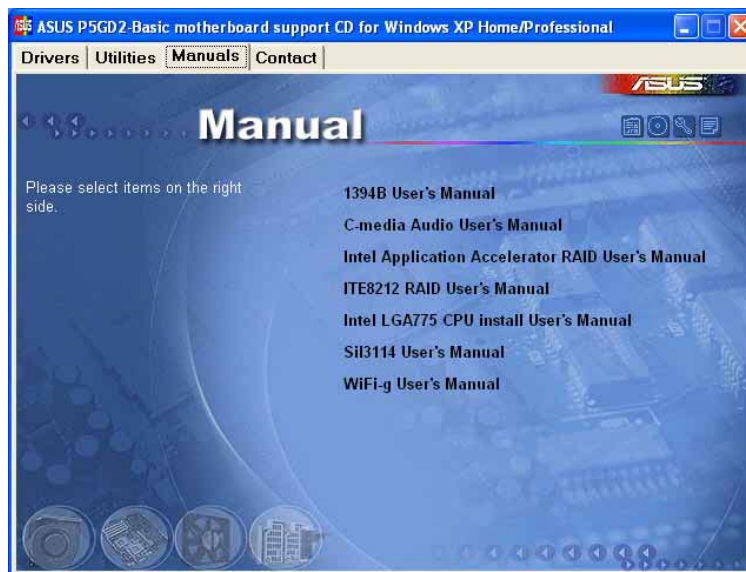 ASUS P5GD2-Basic motherboard support CD for Windows XP Home/Professional
Drivers Utilities Manuals Contact
ASUS
Manual
Please select items on the right
side.
1394B User's Manual
C-media Audio User's Manual
Intel Application Accelerator RAID User's Manual
ITE8212 RAID User's Manual
Intel LGA775 CPU install User's Manual
Sil3114 User's Manual
WiFi-g User's Manual